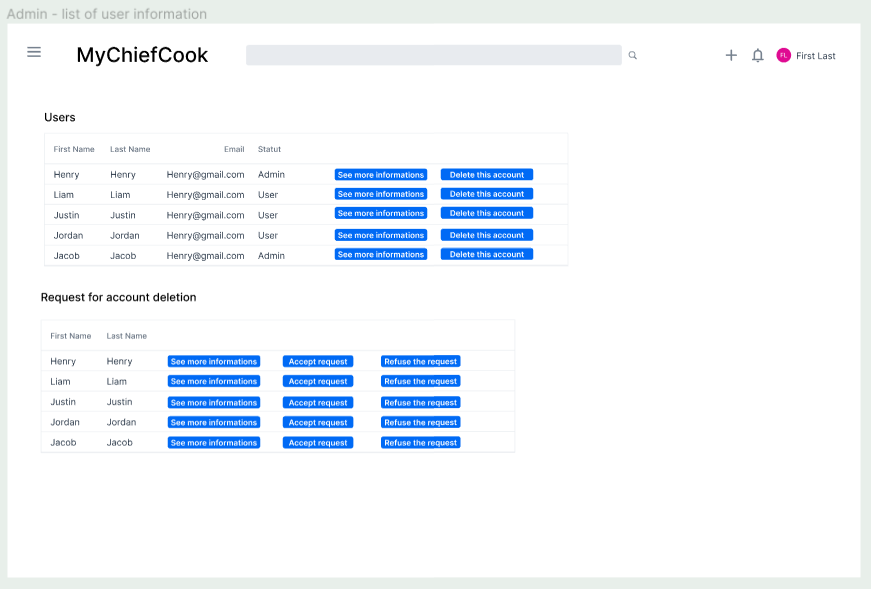 Admin - list of user information
MyChiefCook
FL First Last
Users
First Name Last Name Email Statut
Henry Henry Henry@gmail.com Admin See more informations Delete this account
Liam Liam Henry@gmail.com User See more informations Delete this account
Justin Justin Henry@gmail.com User See more informations Delete this account
Jordan Jordan Henry@gmail.com User See more informations Delete this account
Jacob Jacob Henry@gmail.com Admin See more informations Delete this account
Request for account deletion
First Name Last Name
Henry Henry See more informations Accept request Refuse the request
Liam Liam See more informations Accept request Refuse the request
Justin Justin See more informations Accept request Refuse the request
Jordan Jordan See more informations Accept request Refuse the request
Jacob Jacob See more informations Accept request Refuse the request